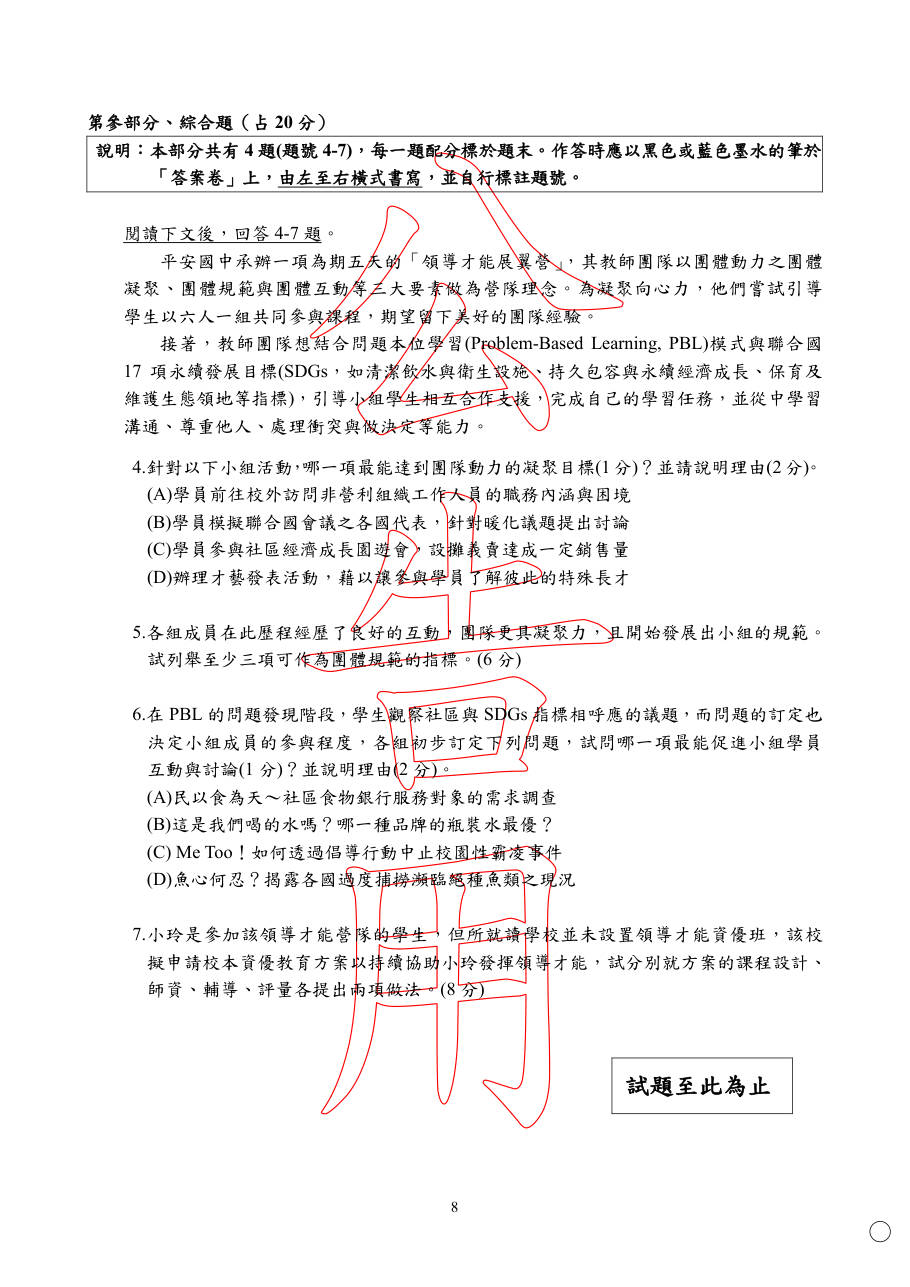 第參部分、綜合題（占 20 分）
說明：本部分共有 4 題(題號 4-7)，每一題配分標於題末。作答時應以黑色或藍色墨水的筆於
「答案卷」上，由左至右橫式書寫，並自行標註題號。
閱讀下文後，回答 4-7 題。
平安國中承辦一項為期五天的「領導才能展翼營」，其教師團隊以團體動力之團體
凝聚、團體規範與團體互動等三大要素做為營隊理念。為凝聚向心力，他們嘗試引導
學生以六人一組共同參與課程，期望留下美好的團隊經驗。
接著，教師團隊想結合問題本位學習(Problem-Based Learning, PBL)模式與聯合國
17 項永續發展目標(SDGs，如清潔飲水與衛生設施、持久包容與永續經濟成長、保育及
維護生態領地等指標)，引導小組學生相互合作支援，完成自己的學習任務，並從中學習
溝通、尊重他人、處理衝突與做決定等能力。
4.針對以下小組活動，哪一項最能達到團隊動力的凝聚目標(1 分)？並請說明理由(2 分)。
(A)學員前往校外訪問非營利組織工作人員的職務內涵與困境
(B)學員模擬聯合國會議之各國代表，針對暖化議題提出討論
(C)學員參與社區經濟成長園遊會，設攤義賣達成一定銷售量
(D)辦理才藝發表活動，藉以讓參與學員了解彼此的特殊長才
5.各組成員在此歷程經歷了良好的互動，團隊更具凝聚力，且開始發展出小組的規範。
試列舉至少三項可作為團體規範的指標。(6 分)
6.在 PBL 的問題發現階段，學生觀察社區與 SDGs 指標相呼應的議題，而問題的訂定也
決定小組成員的參與程度，各組初步訂定下列問題，試問哪一項最能促進小組學員
互動與討論(1 分)？並說明理由(2 分)。
(A)民以食為天～社區食物銀行服務對象的需求調查
(B)這是我們喝的水嗎？哪一種品牌的瓶裝水最優？
(C) Me Too！如何透過倡導行動中止校園性霸凌事件
(D)魚心何忍？揭露各國過度捕撈瀕臨絕種魚類之現況
7.小玲是參加該領導才能營隊的學生，但所就讀學校並未設置領導才能資優班，該校
擬申請校本資優教育方案以持續協助小玲發揮領導才能，試分別就方案的課程設計、
師資、輔導、評量各提出兩項做法。(8 分)
試題至此為止
8
公告用